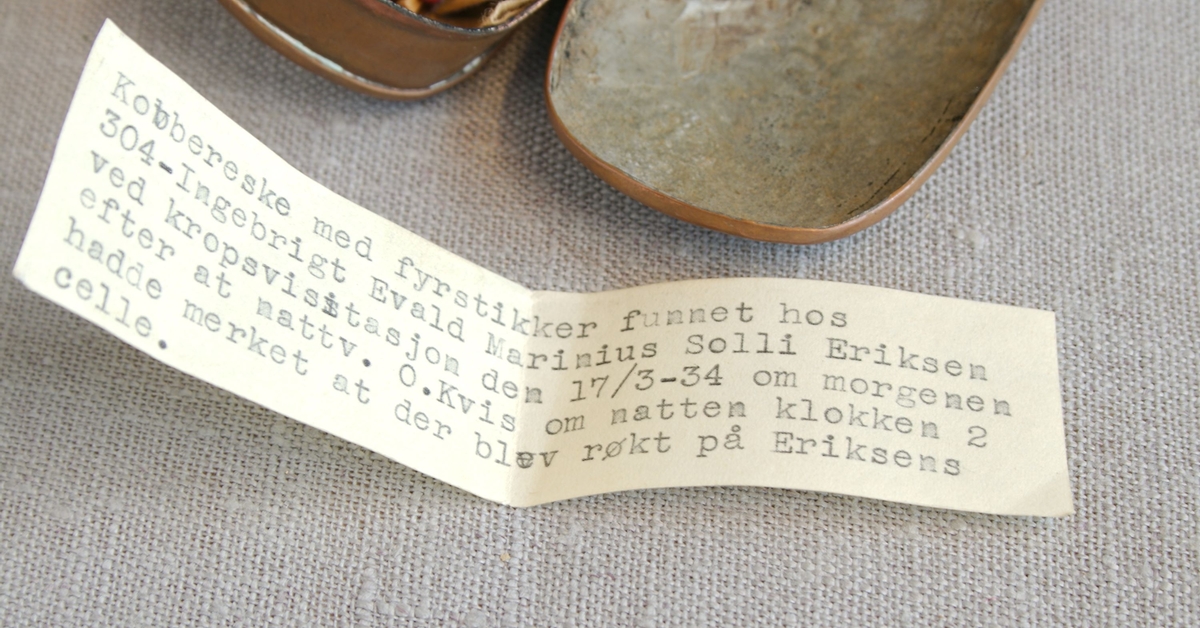 Kobbereske med fyrstikker funnet hos
304-Ingebrigt Evald Marinius Solli Eriksen
ved kropsvisitasjon den 17/3-34 om morgenen
efter at nattv. O.Kvis om natten klokken 2
hadde merket at der blev røkt på Eriksens
celle.